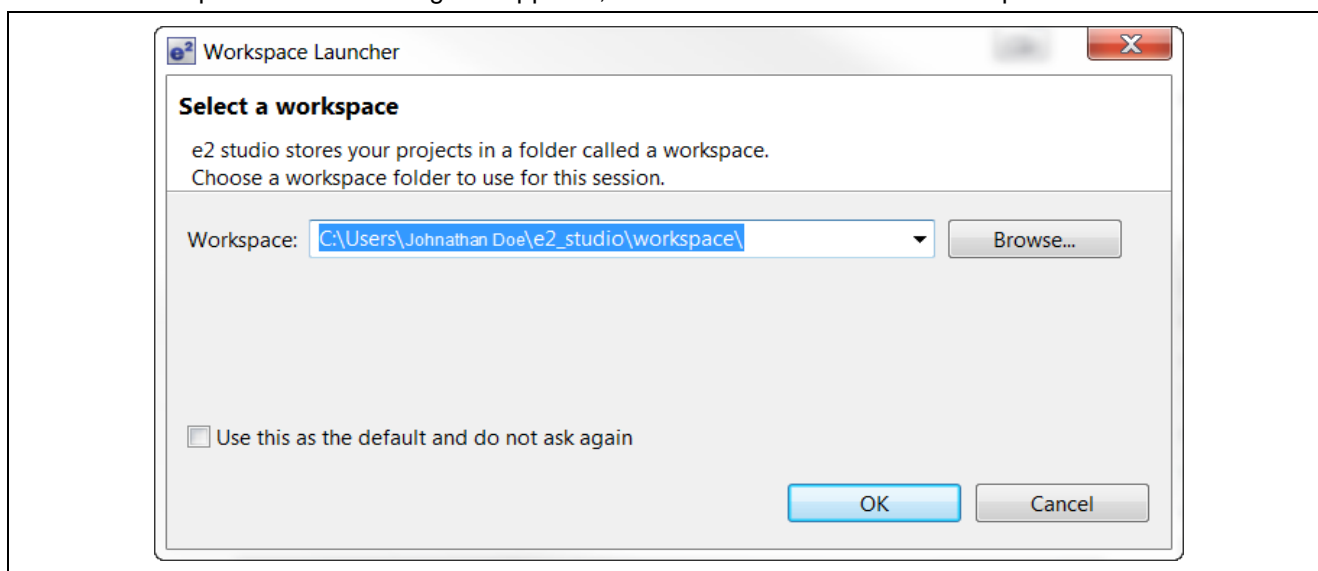 e² Workspace Launcher
X
Select a workspace
e2 studio stores your projects in a folder called a workspace.
Choose a workspace folder to use for this session.
Workspace: C:\Users\Johnathan Doe\e2_studio\workspace\ Browse...
Use this as the default and do not ask again
OK Cancel